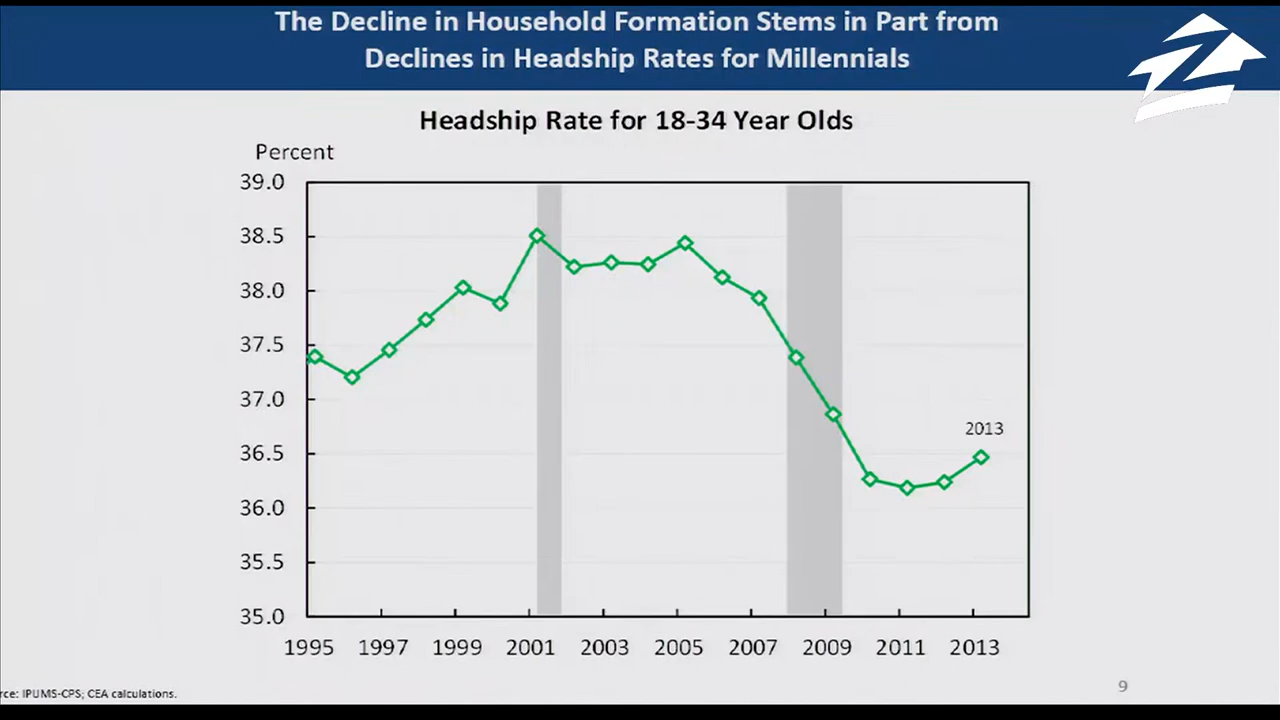 The Decline in Household Formation Stems in Part from
Declines in Headship Rates for Millennials
Headship Rate for 18-34 Year Olds
Percent
39.0
38.5
38.0
37.5
37.0
36.5
36.0
35.5
35.0
2013
1995 1997 1999 2001 2003 2005 2007 2009 2011 2013
rce: IPUMS-CPS; CEA calculations.
9